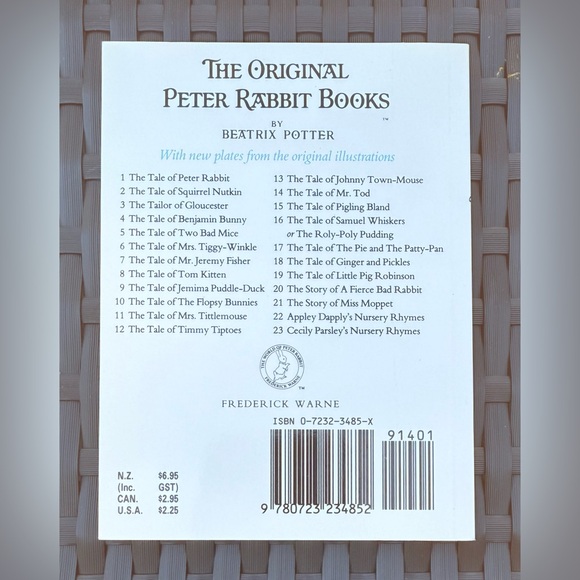 THE ORIGINAL
PETER RABBIT BOOKS
™
BY
BEATRIX POTTER
With new plates from the original illustrations
1 The Tale of Peter Rabbit
2 The Tale of Squirrel Nutkin
3 The Tailor of Gloucester
4 The Tale of Benjamin Bunny
5 The Tale of Two Bad Mice
6 The Tale of Mrs. Tiggy-Winkle
7 The Tale of Mr. Jeremy Fisher
8 The Tale of Tom Kitten
9 The Tale of Jemima Puddle-Duck
10 The Tale of The Flopsy Bunnies
11 The Tale of Mrs. Tittlemouse
12 The Tale of Timmy Tiptoes
13 The Tale of Johnny Town-Mouse
14 The Tale of Mr. Tod
15 The Tale of Pigling Bland
16 The Tale of Samuel Whiskers
or The Roly-Poly Pudding
17 The Tale of The Pie and The Patty-Pan
18 The Tale of Ginger and Pickles
19 The Tale of Little Pig Robinson
20 The Story of A Fierce Bad Rabbit
21 The Story of Miss Moppet
22 Appley Dapply's Nursery Rhymes
23 Cecily Parsley's Nursery Rhymes
THE WORLD OF PETER RABBIT
FREDERICK WARNE
™
FREDERICK WARNE
ISBN 0-7232-3485-X
91401
9 780723 234852
N.Z. $6.95
(Inc. GST)
CAN. $2.95
U.S.A. $2.25